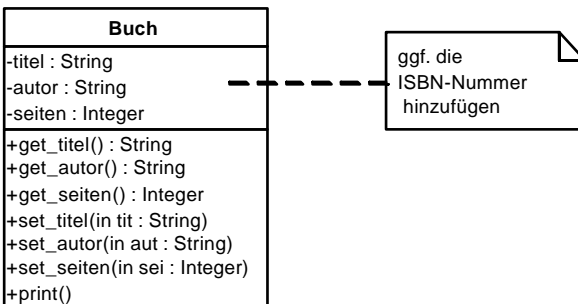 Buch
-titel : String
-autor : String
-seiten : Integer
+get_titel() : String
+get_autor() : String
+get_seiten() : Integer
+set_titel(in tit : String)
+set_autor(in aut : String)
+set_seiten(in sei : Integer)
+print()
ggf. die
ISBN-Nummer
hinzufügen